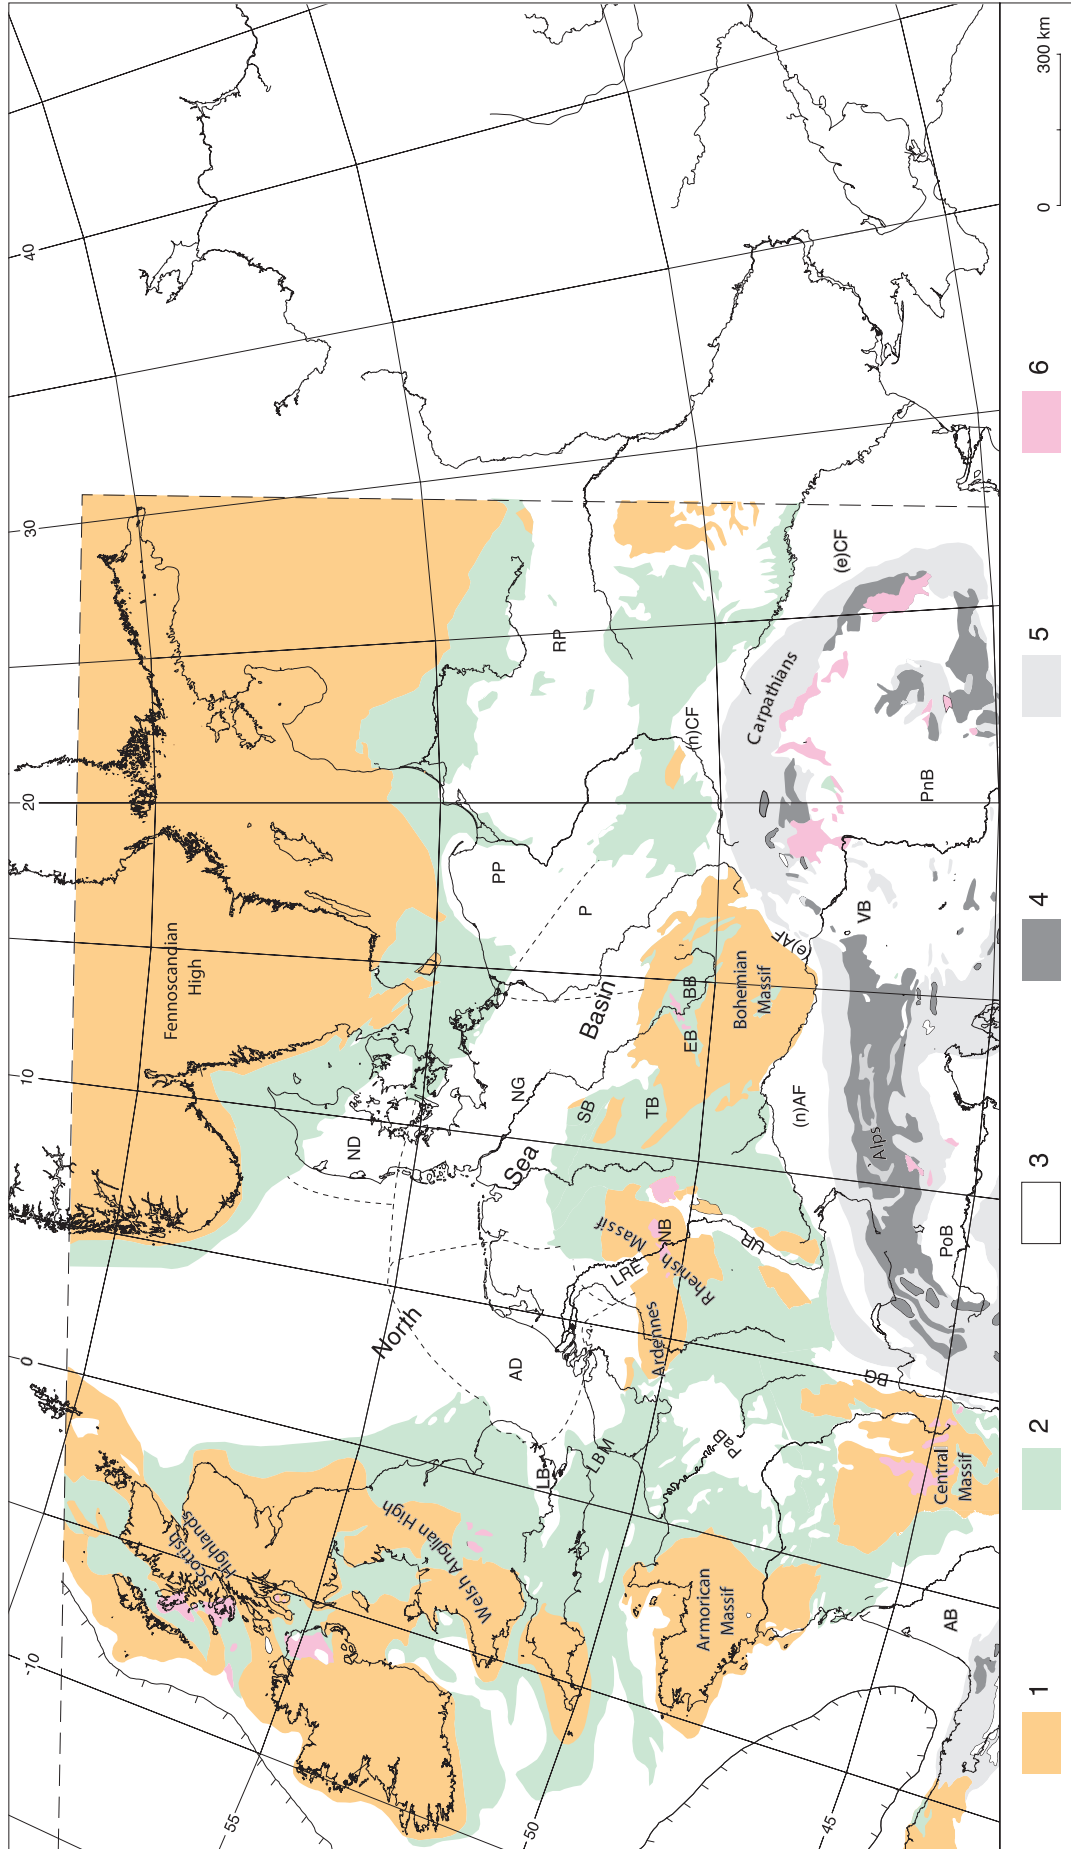 -10
0
10
20
30
40
55
50
45
Fennoscandian
High
Scottish
Highlands
North
Sea
Basin
ND
NG
PP
P
RP
AD
Welsh Anglian High
LB
LBM
LRE
Rhenish
Massif
NB
Ardennes
SB
TB
EB
BB
Bohemian
Massif
(n)CF
(e)CF
Carpathians
(e)AF
(n)AF
VB
PnB
Alps
PoB
URB
BG
PaB
Armorican
Massif
Central
Massif
AB
1
2
3
4
5
6
0
300 km